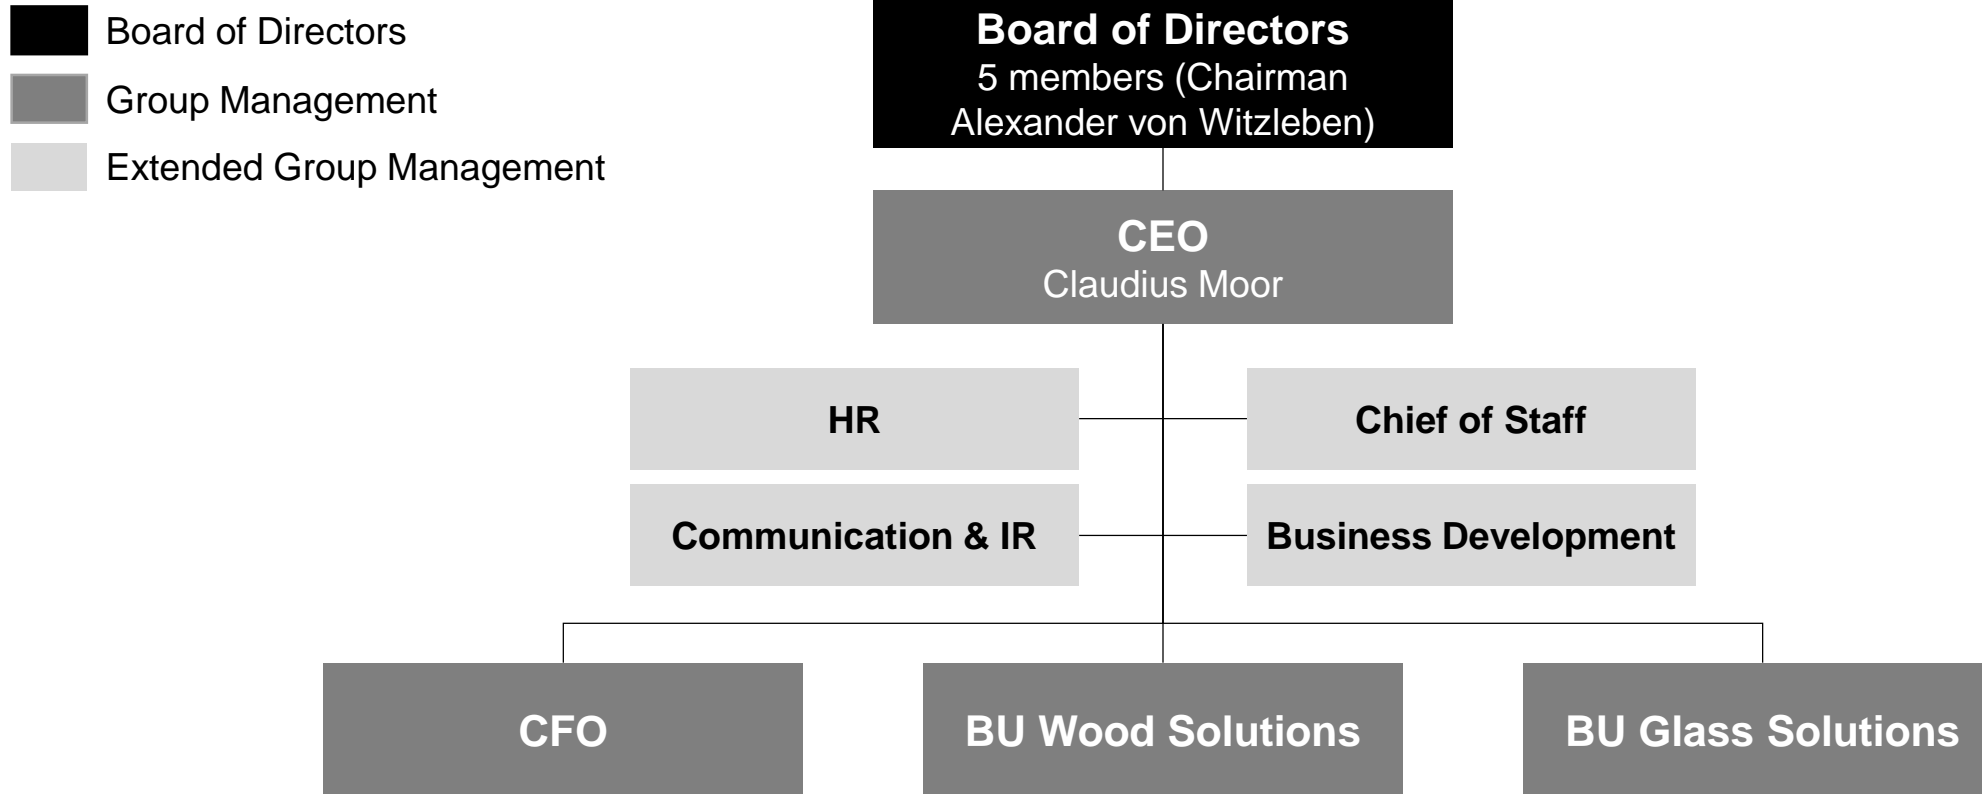 Board of Directors
Group Management
Extended Group Management
Board of Directors
5 members (Chairman
Alexander von Witzleben)
CEO
Claudius Moor
HR
Chief of Staff
Communication & IR
Business Development
CFO
BU Wood Solutions
BU Glass Solutions